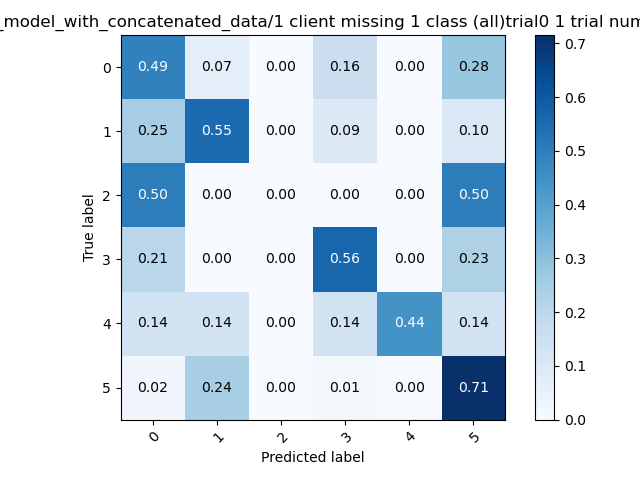 _model_with_concatenated_data/1 client missing 1 class (all)trial0 1 trial num
True label
0 0.49 0.07 0.00 0.16 0.00 0.28
1 0.25 0.55 0.00 0.09 0.00 0.10
2 0.50 0.00 0.00 0.00 0.00 0.50
3 0.21 0.00 0.00 0.56 0.00 0.23
4 0.14 0.14 0.00 0.14 0.44 0.14
5 0.02 0.24 0.00 0.01 0.00 0.71
0 1 2 3 4 5
Predicted label
0.7
0.6
0.5
0.4
0.3
0.2
0.1
0.0